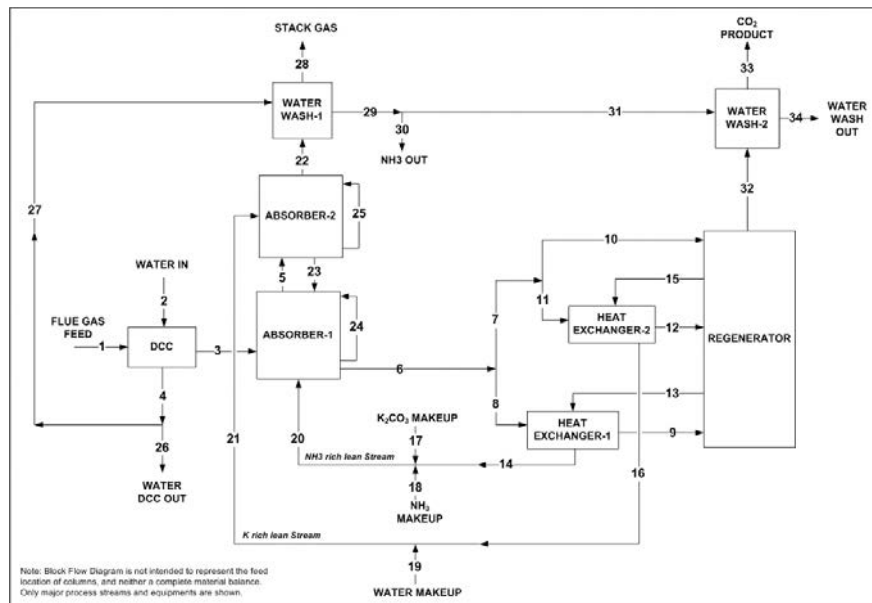 STACK GAS
CO₂
PRODUCT
28
33
WATER
WASH-1
29
31
WATER
WASH-2
34
WATER
WASH
OUT
30
NH3 OUT
22
32
27
ABSORBER-2
25
10
WATER IN
5
23
15
2
7
11
HEAT
EXCHANGER-2
12
REGENERATOR
FLUE GAS
FEED
ABSORBER-1
24
1
DCC
3
6
4
K₂CO₃ MAKEUP
8
13
21
20
17
HEAT
EXCHANGER-1
9
26
NH3 rich lean Stream
14
16
WATER
DCC OUT
18
NH₃
MAKEUP
K rich lean Stream
19
WATER MAKEUP
Note: Block Flow Diagram is not intended to represent the feed
location of columns, and neither a complete material balance.
Only major process streams and equipments are shown.